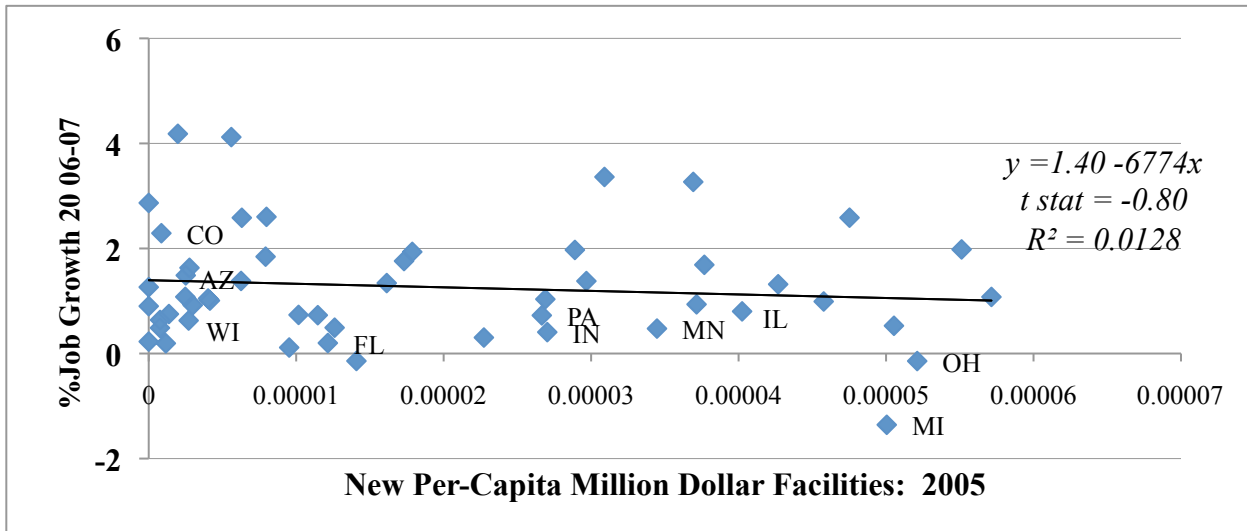 6
4
2
0
-2
%Job Growth 20 06-07
y =1.40 -6774x
t stat = -0.80
R² = 0.0128
CO
AZ
WI
FL
PA
IN
MN
IL
OH
MI
0 0.00001 0.00002 0.00003 0.00004 0.00005 0.00006 0.00007
New Per-Capita Million Dollar Facilities: 2005